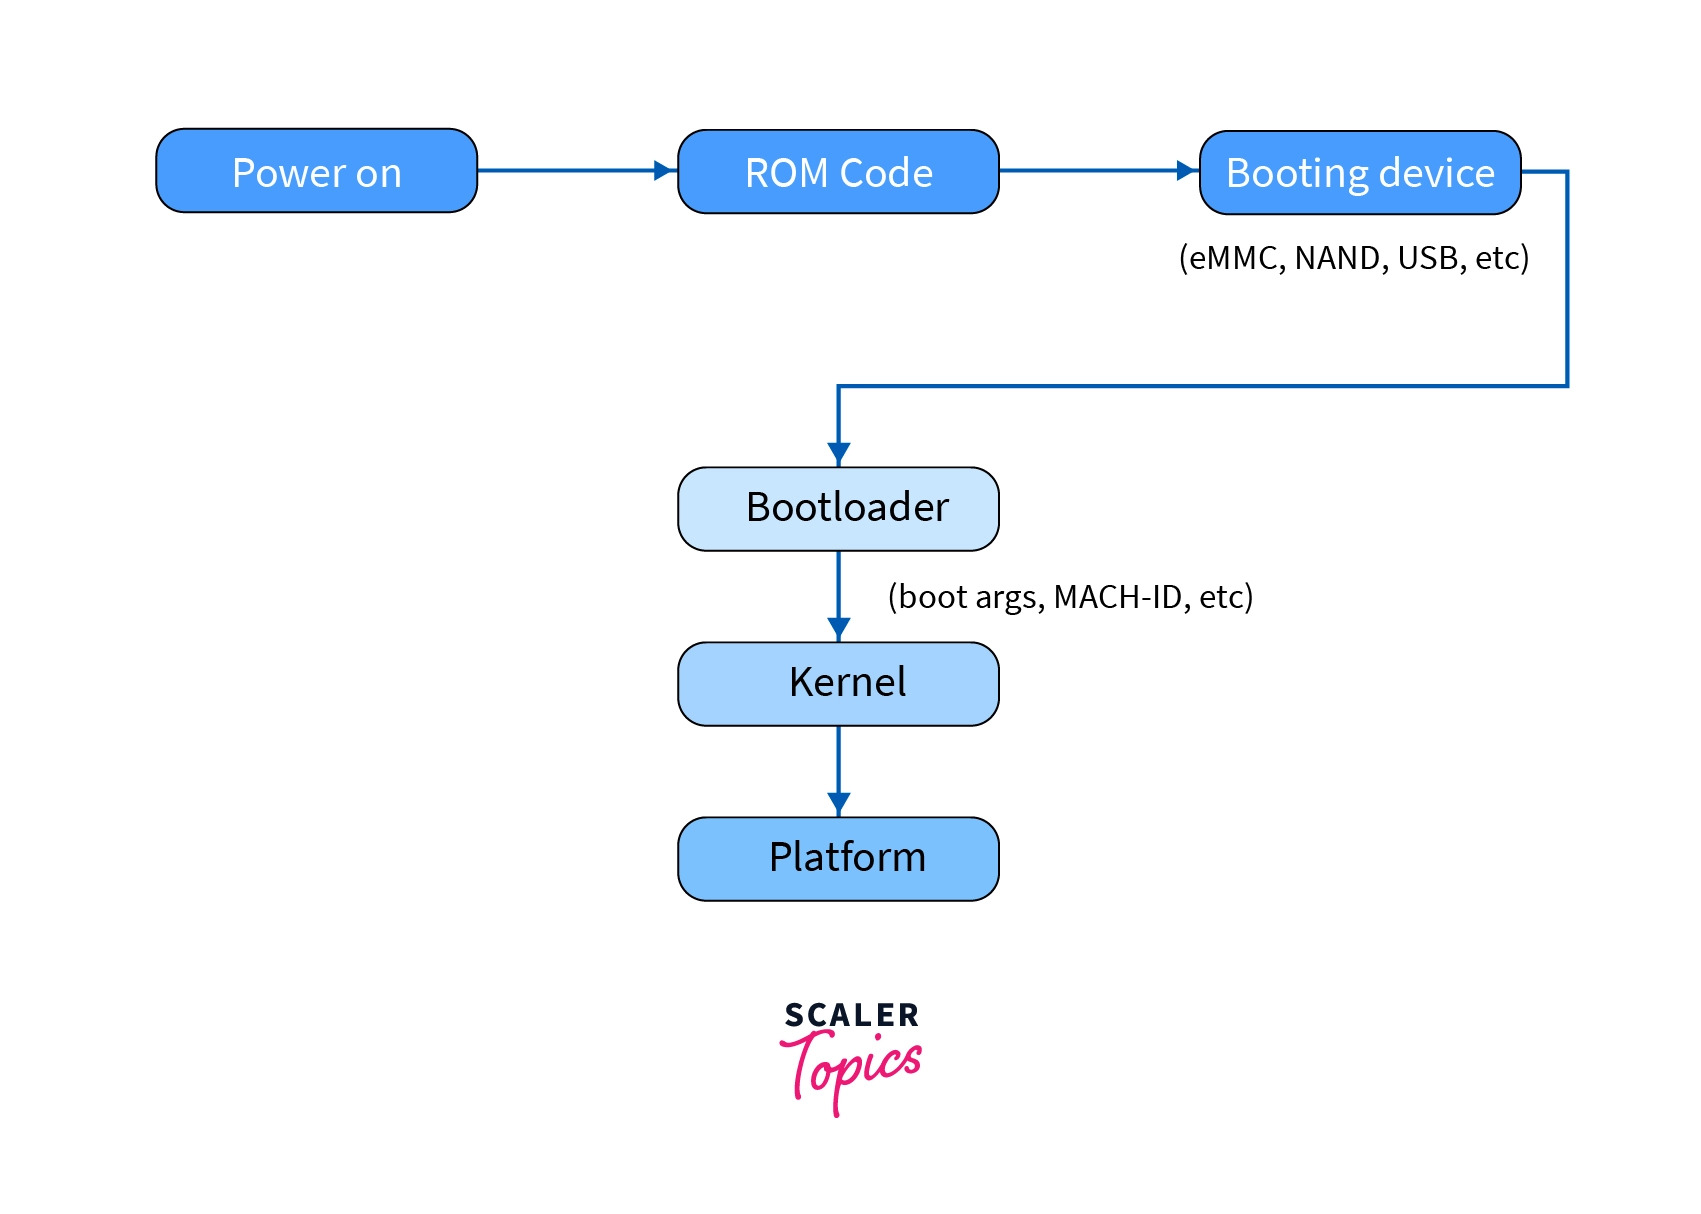 Power on
ROM Code
Booting device
(eMMC, NAND, USB, etc)
Bootloader
(boot args, MACH-ID, etc)
Kernel
Platform
SCALER
Topics